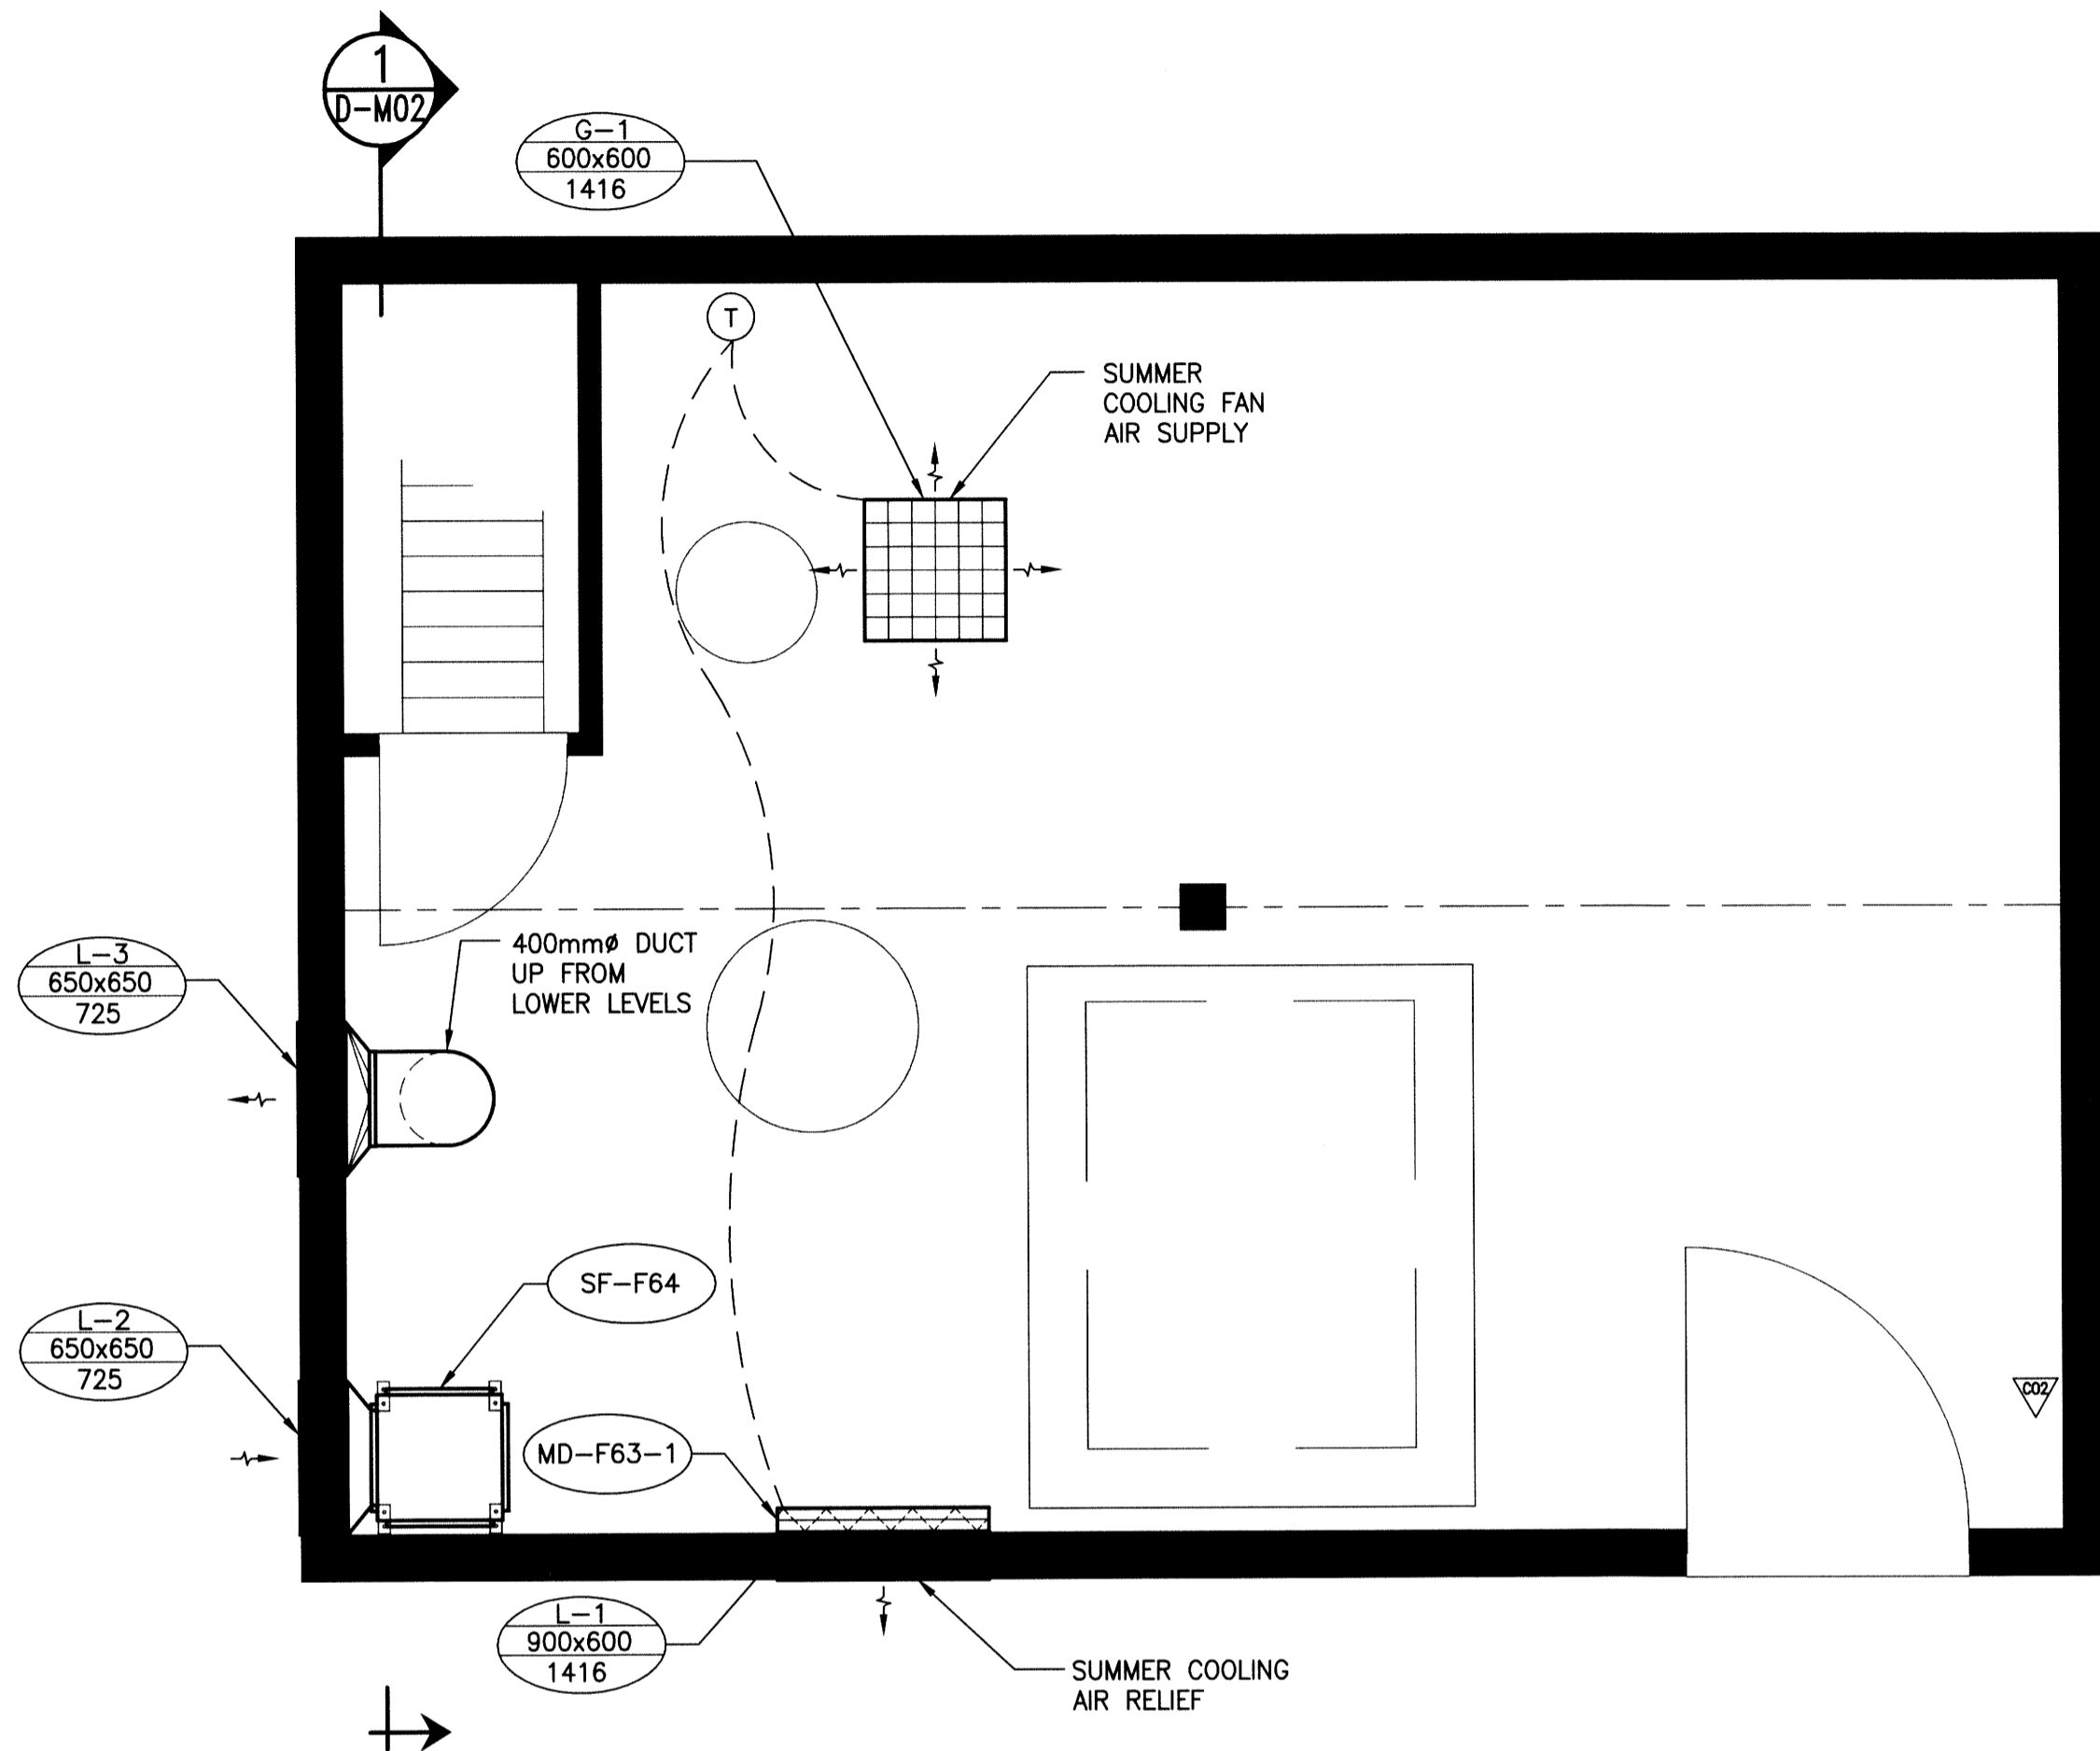 1
D-M02
G-1
600x600
1416
T
SUMMER
COOLING FAN
AIR SUPPLY
L-3
650x650
725
400mmø DUCT
UP FROM
LOWER LEVELS
SF-F64
L-2
650x650
725
CO2
MD-F63-1
L-1
900x600
1416
SUMMER COOLING
AIR RELIEF